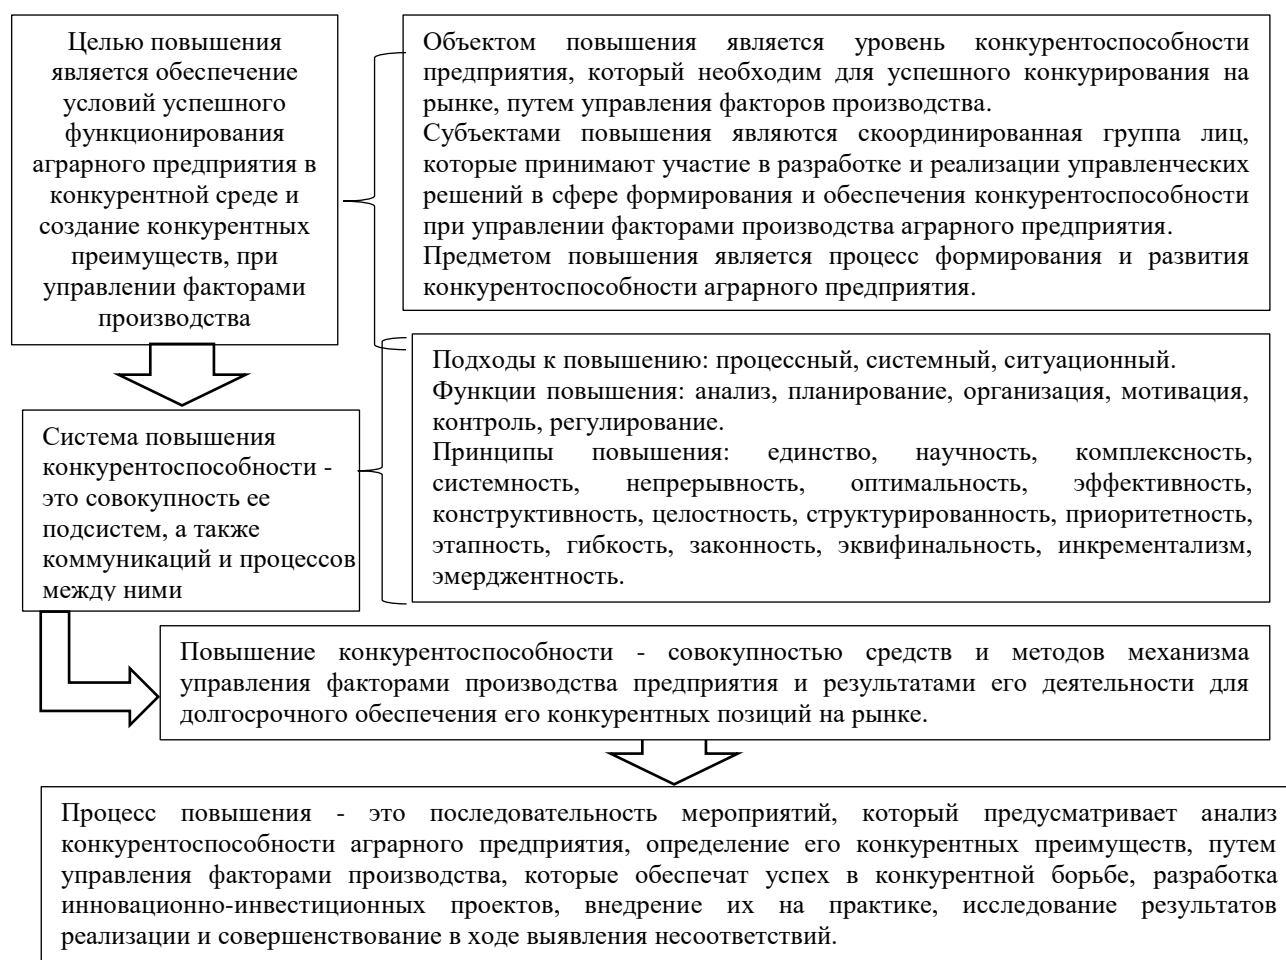 Целью повышения
является обеспечение
условий успешного
функционирования
аграрного предприятия в
конкурентной среде и
создание конкурентных
преимуществ, при
управлении факторами
производства
Объектом повышения является уровень конкурентоспособности
предприятия, который необходим для успешного конкурирования на
рынке, путем управления факторов производства.
Субъектами повышения являются скоординированная группа лиц,
которые принимают участие в разработке и реализации управленческих
решений в сфере формирования и обеспечения конкурентоспособности
при управлении факторами производства аграрного предприятия.
Предметом повышения является процесс формирования и развития
конкурентоспособности аграрного предприятия.
Подходы к повышению: процессный, системный, ситуационный.
Функции повышения: анализ, планирование, организация, мотивация,
контроль, регулирование.
Принципы повышения: единство, научность, комплексность,
системность, непрерывность, оптимальность, эффективность,
конструктивность, целостность, структурированность, приоритетность,
этапность, гибкость, законность, эквифинальность, инкрементализм,
эмерджентность.
Система повышения
конкурентоспособности -
это совокупность ее
подсистем, а также
коммуникаций и процессов
между ними
Повышение конкурентоспособности - совокупностью средств и методов механизма
управления факторами производства предприятия и результатами его деятельности для
долгосрочного обеспечения его конкурентных позиций на рынке.
Процесс повышения - это последовательность мероприятий, который предусматривает анализ
конкурентоспособности аграрного предприятия, определение его конкурентных преимуществ, путем
управления факторами производства, которые обеспечат успех в конкурентной борьбе, разработка
инновационно-инвестиционных проектов, внедрение их на практике, исследование результатов
реализации и совершенствование в ходе выявления несоответствий.